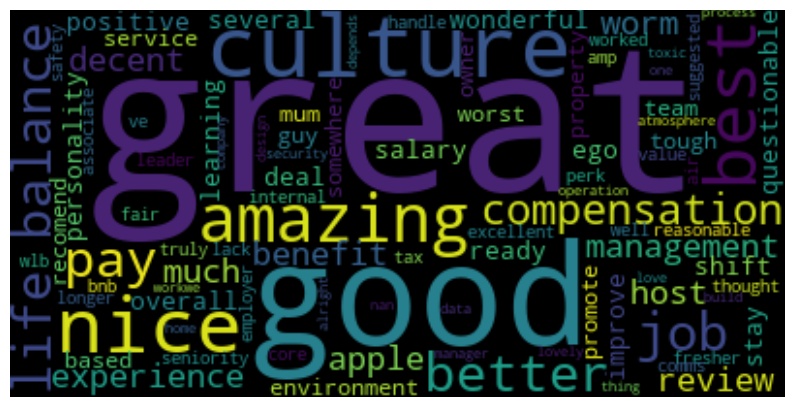 positive
several
wonderful
handle
worm
process
service
culture
depends
worked
toxic
suggested
decent
safety
owner
amp
one
best
great
life balance
personality
associate
ve
learning
mum
guy
somewhere
worst
property
team
atmosphere
tough
questionable
leader
company
design
security
salary
ego
value
air
deal
perk
fair
internal
operation
recomend
amazing
compensation
excellent
well
reasonable
pay
truly
lack
benefit
tax
ready
management
wlb
bnb
much
good
shift
love
longer
workme
nice
overall
employer
nan
data
promote
host
thought
build
home
alright
improve
job
stay
based
seniority
core
apple
manager
lovely
fresher
comms
experience
environment
better
thing
review